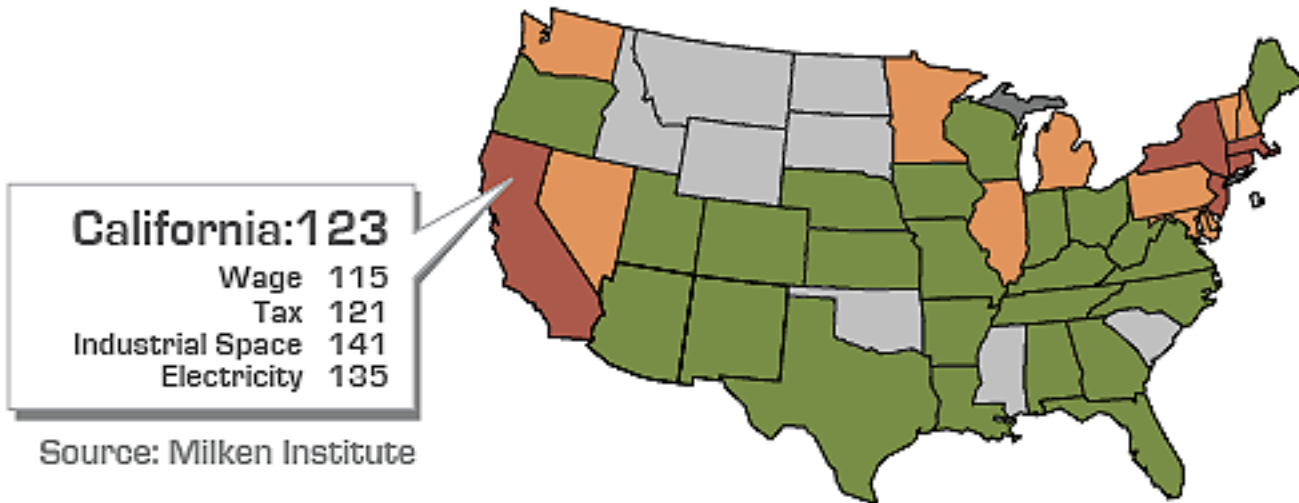 California:123
Wage 115
Tax 121
Industrial Space 141
Electricity 135
Source: Milken Institute